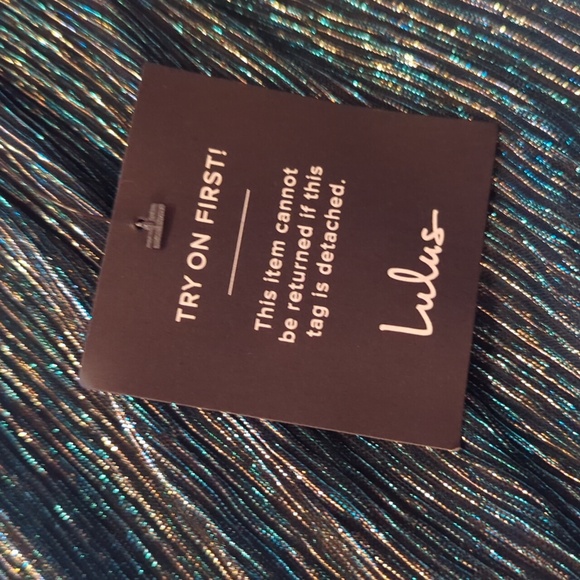 TRY ON FIRST!
This item cannot
be returned if this
tag is detached.
Lulus